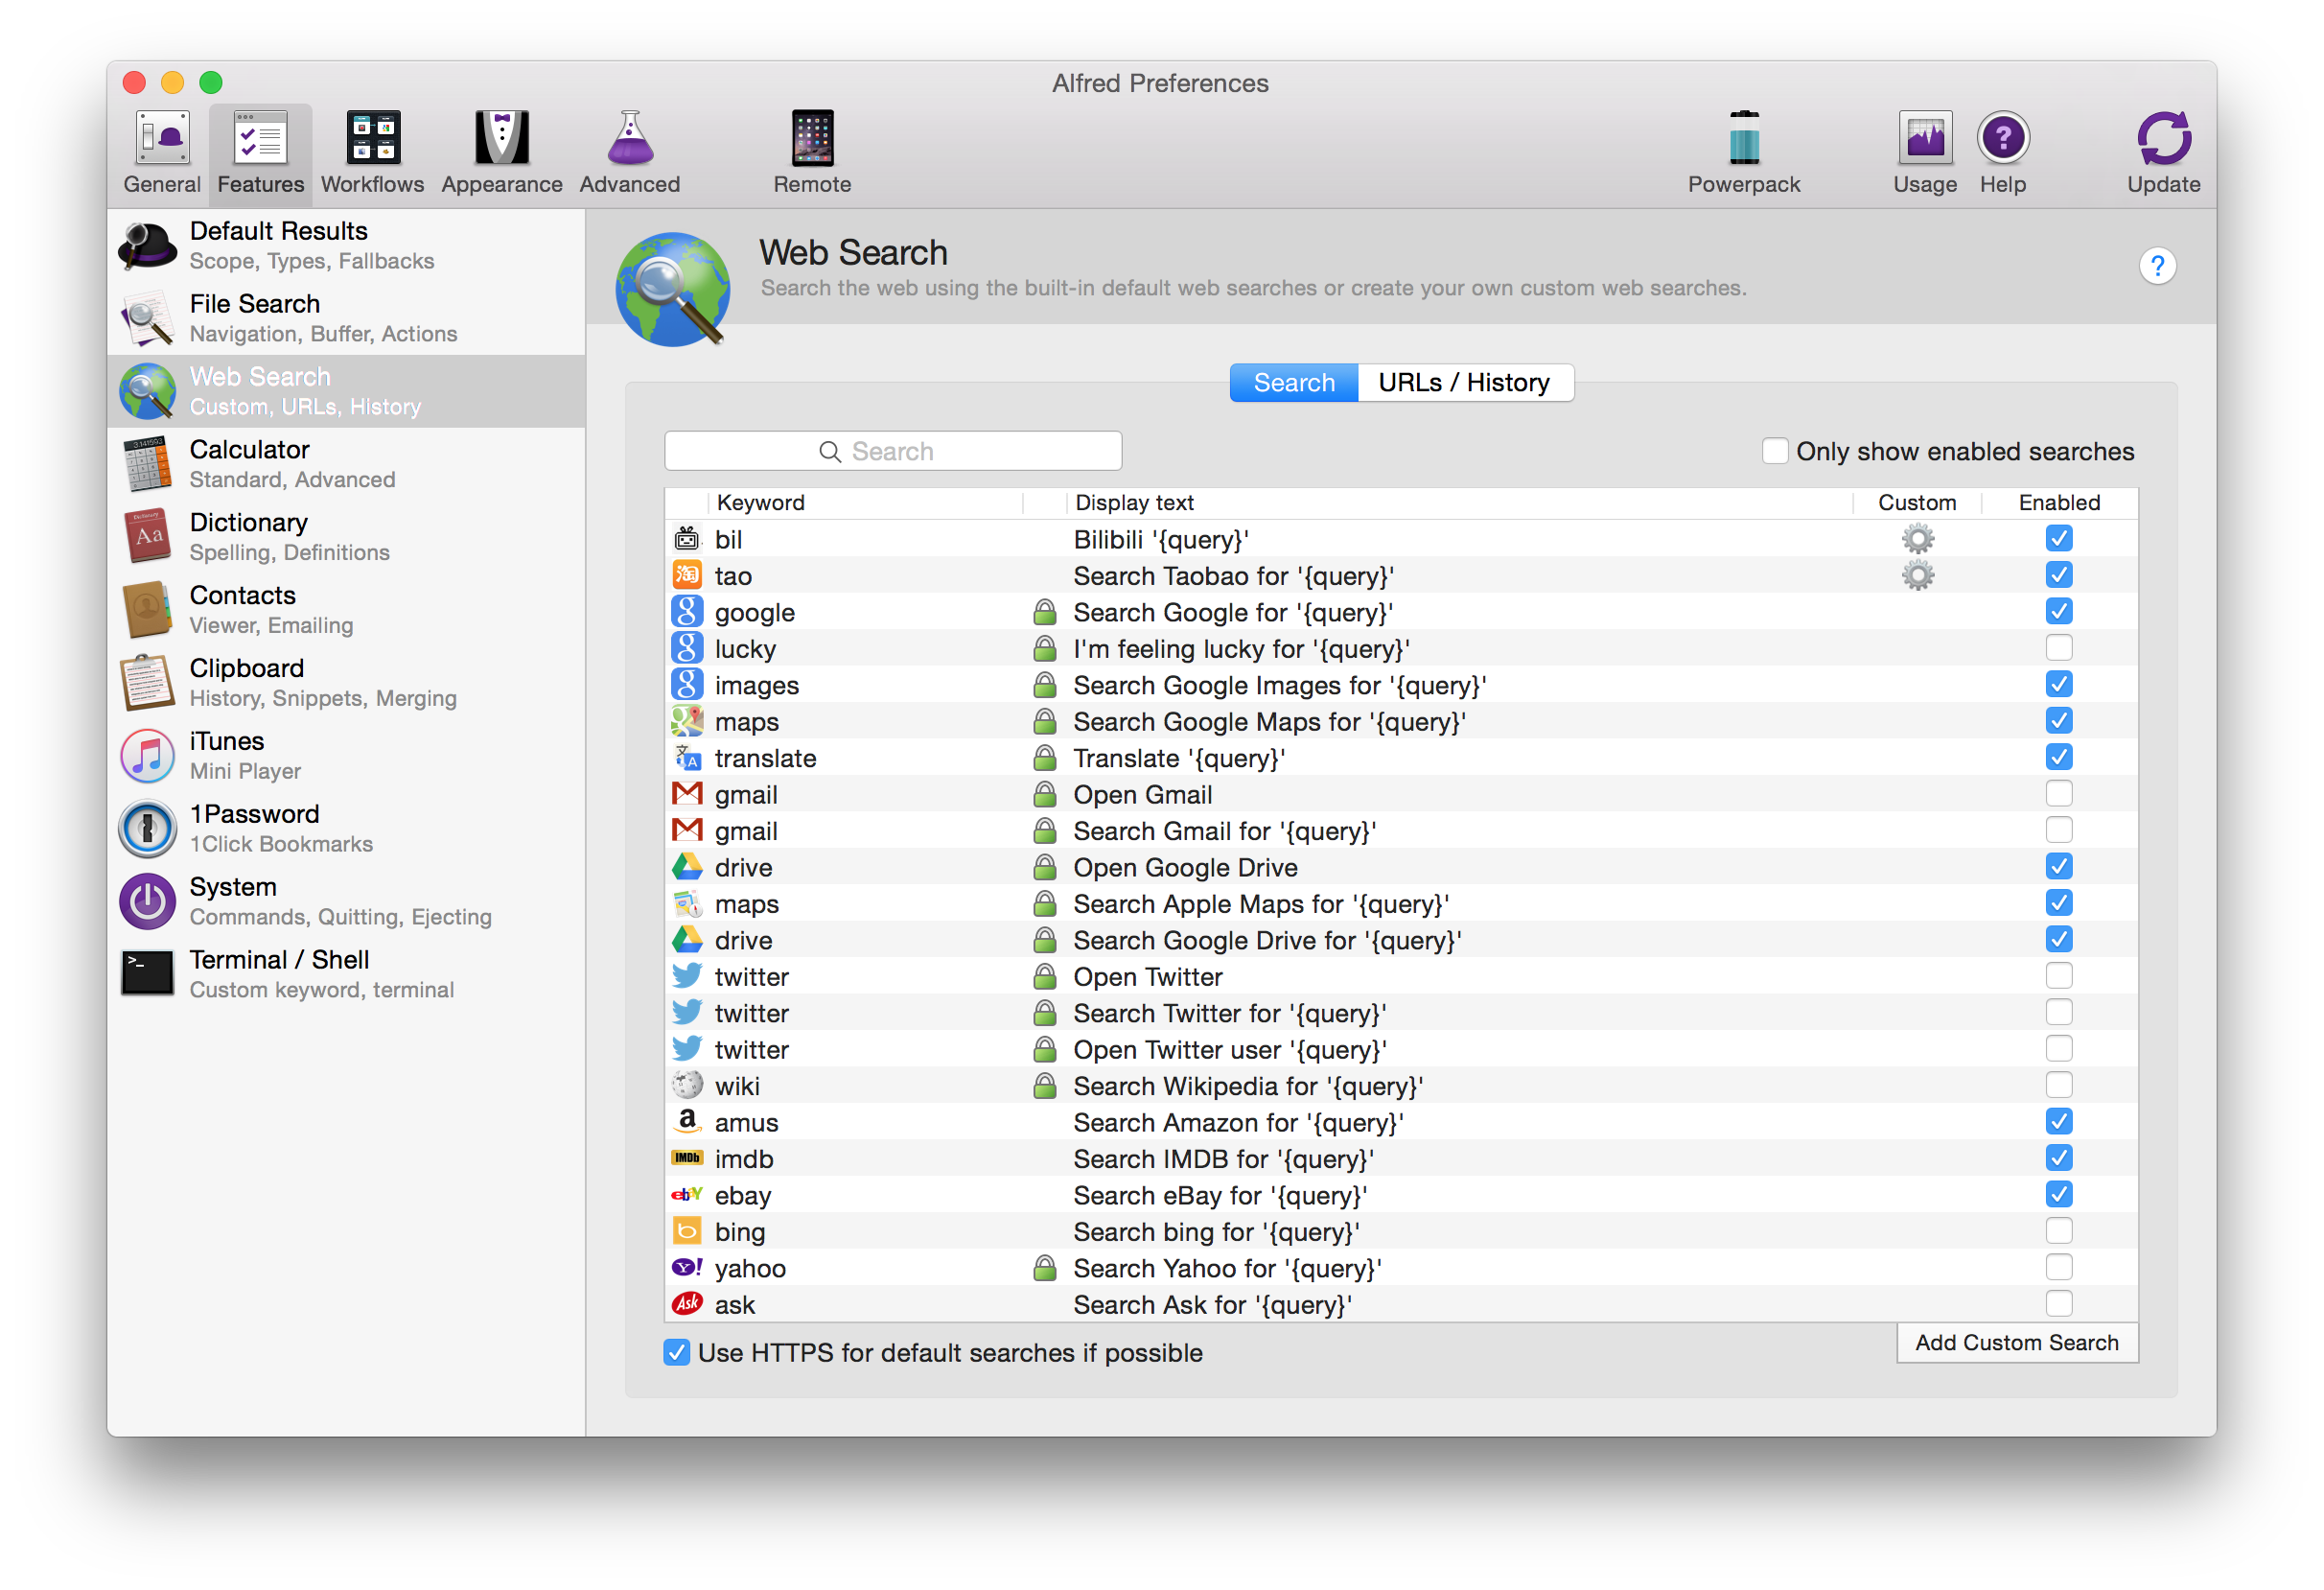 Alfred Preferences
General
Features
Workflows
Appearance
Advanced
Remote
Powerpack
Usage
Help
Update
Default Results
Scope, Types, Fallbacks
File Search
Navigation, Buffer, Actions
Web Search
Custom, URLs, History
Calculator
Standard, Advanced
Dictionary
Spelling, Definitions
Contacts
Viewer, Emailing
Clipboard
History, Snippets, Merging
iTunes
Mini Player
1Password
1Click Bookmarks
System
Commands, Quitting, Ejecting
Terminal / Shell
Custom keyword, terminal
Web Search
Search the web using the built-in default web searches or create your own custom web searches.
?
Search URLs / History
Search
Only show enabled searches
Keyword Display text Custom Enabled
bil Bilibili '{query}'
淘 tao Search Taobao for '{query}'
g google Search Google for '{query}'
g lucky I'm feeling lucky for '{query}'
g images Search Google Images for '{query}'
maps Search Google Maps for '{query}'
translate Translate '{query}'
gmail Open Gmail
gmail Search Gmail for '{query}'
drive Open Google Drive
maps Search Apple Maps for '{query}'
drive Search Google Drive for '{query}'
twitter Open Twitter
twitter Search Twitter for '{query}'
twitter Open Twitter user '{query}'
wiki Search Wikipedia for '{query}'
a amus Search Amazon for '{query}'
IMDb imdb Search IMDB for '{query}'
ebay ebay Search eBay for '{query}'
b bing Search bing for '{query}'
Y! yahoo Search Yahoo for '{query}'
Ask ask Search Ask for '{query}'
Use HTTPS for default searches if possible
Add Custom Search